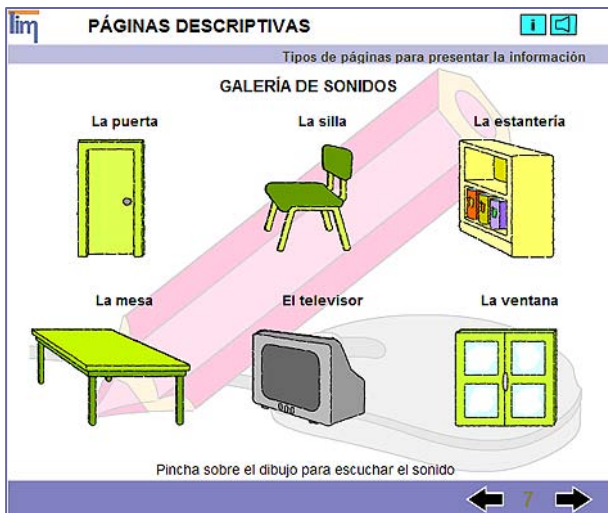 Tim
PÁGINAS DESCRIPTIVAS
i
Tipos de páginas para presentar la información
GALERÍA DE SONIDOS
La puerta
La silla
La estantería
La mesa
El televisor
La ventana
Pincha sobre el dibujo para escuchar el sonido
7